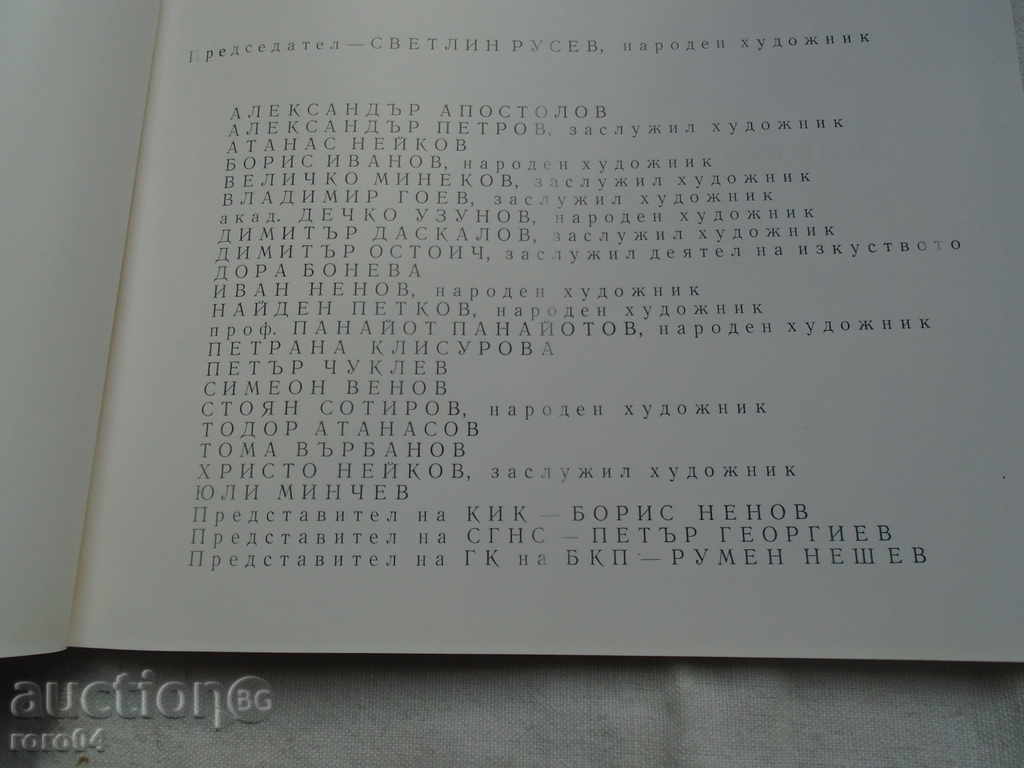 Председател — СВЕТЛИН РУСЕВ, народен художник
АЛЕКСАНДЪР АПОСТОЛОВ
АЛЕКСАНДЪР ПЕТРОВ, заслужил художник
АТАНАС НЕЙКОВ
БОРИС ИВАНОВ, народен художник
ВЕЛИЧКО МИНЕКОВ, заслужил художник
ВЛАДИМИР ГОЕВ, заслужил художник
акад. ДЕЧКО УЗУНОВ, народен художник
ДИМИТЪР ДАСКАЛОВ, заслужил художник
ДИМИТЪР ОСТОИЧ, заслужил деятел на изкуството
ДОРА БОНЕВА
ИВАН НЕНОВ, народен художник
НАЙДЕН ПЕТКОВ, народен художник
проф. ПАНАЙОТ ПАНАЙОТОВ, народен художник
ПЕТРАНА КЛИСУРОВА
ПЕТЪР ЧУКЛЕВ
СИМЕОН ВЕНОВ
СТОЯН СОТИРОВ, народен художник
ТОДОР АТАНАСОВ
ТОМА ВЪРБАНОВ
ХРИСТО НЕЙКОВ, заслужил художник
ЮЛИ МИНЧЕВ
Представител на КИК — БОРИС НЕНОВ
Представител на СГНС — ПЕТЪР ГЕОРГИЕВ
Представител на ГК на БКП — РУМЕН НЕШЕВ
auction BG
roro04